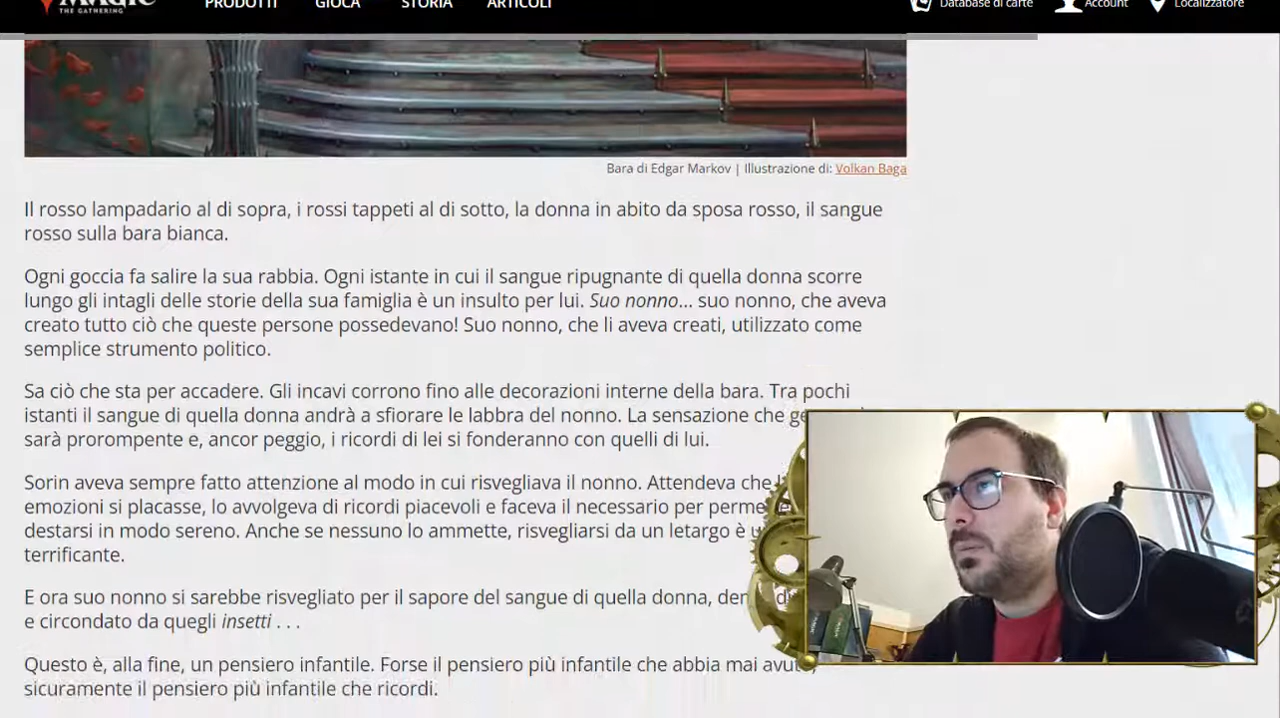 MAGIC
THE GATHERING
PRODOTTI GIOCA STORIA ARTICOLI Database di carte Account Localizzatore
Bara di Edgar Markov | Illustrazione di: Volkan Baga
Il rosso lampadario al di sopra, i rossi tappeti al di sotto, la donna in abito da sposa rosso, il sangue
rosso sulla bara bianca.
Ogni goccia fa salire la sua rabbia. Ogni istante in cui il sangue ripugnante di quella donna scorre
lungo gli intagli delle storie della sua famiglia è un insulto per lui. Suo nonno... suo nonno, che aveva
creato tutto ciò che queste persone possedevano! Suo nonno, che li aveva creati, utilizzato come
semplice strumento politico.
Sa ciò che sta per accadere. Gli incavi corrono fino alle decorazioni interne della bara. Tra pochi
istanti il sangue di quella donna andrà a sfiorare le labbra del nonno. La sensazione che
sarà prorompente e, ancor peggio, i ricordi di lei si fonderanno con quelli di lui.
Sorin aveva sempre fatto attenzione al modo in cui risvegliava il nonno. Attendeva che
emozioni si placasse, lo avvolgeva di ricordi piacevoli e faceva il necessario per
destarsi in modo sereno. Anche se nessuno lo ammette, risvegliarsi da un letargo è
terrificante.
E ora suo nonno si sarebbe risvegliato per il sapore del sangue di quella donna,
e circondato da quegli insetti . . .
Questo è, alla fine, un pensiero infantile. Forse il pensiero più infantile che abbia mai
sicuramente il pensiero più infantile che ricordi.